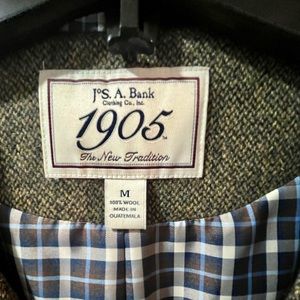 JoS. A. Bank
Clothing Co., Inc.
1905
The New Tradition
M
100% WOOL
MADE IN
GUATEMALA